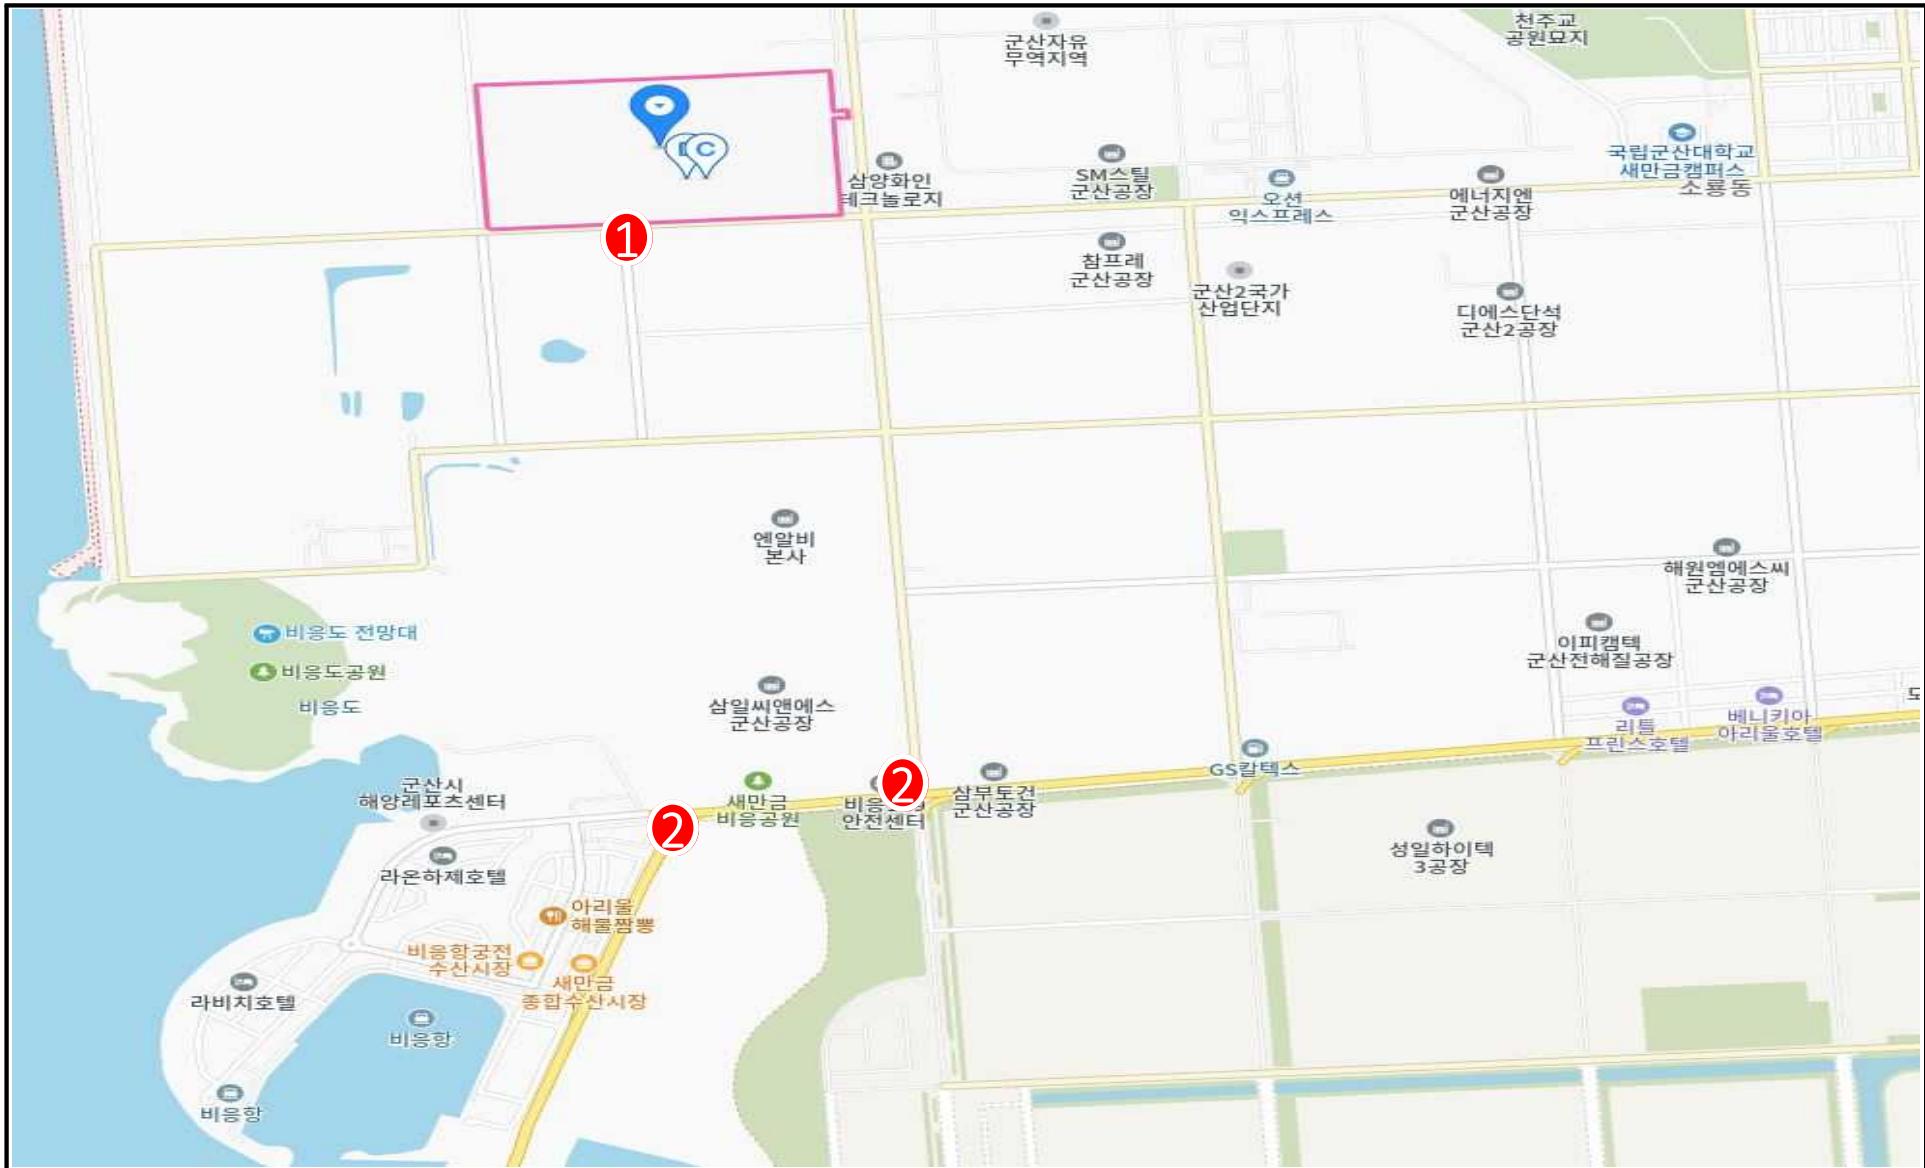 천주교
공원묘지
군산자유
무역지역
C
국립군산대학교
새만금캠퍼스
소룡동
삼양화인
테크놀로지
SM스틸
군산공장
오션
익스프레스
에너지엔
군산공장
1
참프레
군산공장
군산2국가
산업단지
디에스단석
군산2공장
엔알비
본사
해원엠에스씨
군산공장
비응도 전망대
비응도공원
비응도
이피캠텍
군산전해질공장
삼일씨앤에스
군산공장
리틀
프린스호텔
베니키아
아리울호텔
군산시
해양레포츠센터
새만금
비응공원
2
안전센터
삼부토건
군산공장
GS칼텍스
2
라온하제호텔
성일하이텍
3공장
아리울
해물짬뽕
비응항궁전
수산시장
새만금
종합수산시장
라비치호텔
비응항
비응항